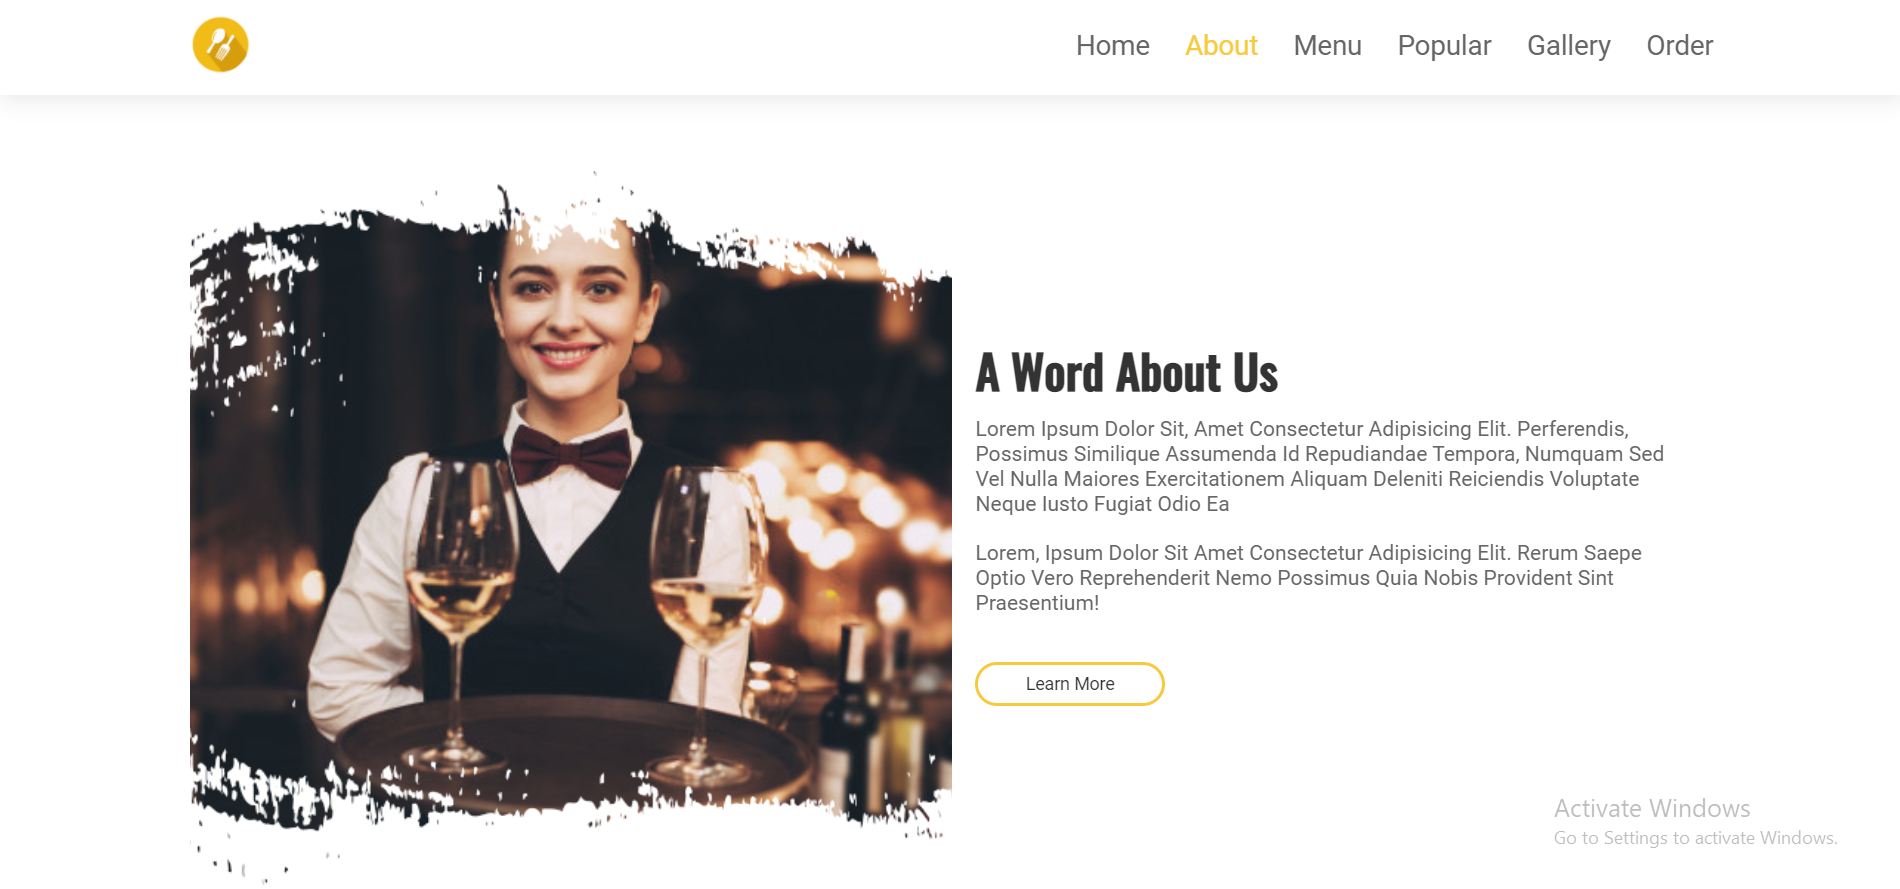 Home About Menu Popular Gallery Order
A Word About Us
Lorem Ipsum Dolor Sit, Amet Consectetur Adipisicing Elit. Perferendis,
Possimus Similique Assumenda Id Repudiandae Tempora, Numquam Sed
Vel Nulla Maiores Exercitationem Aliquam Deleniti Reiciendis Voluptate
Neque Iusto Fugiat Odio Ea
Lorem, Ipsum Dolor Sit Amet Consectetur Adipisicing Elit. Rerum Saepe
Optio Vero Reprehenderit Nemo Possimus Quia Nobis Provident Sint
Praesentium!
Learn More
Activate Windows
Go to Settings to activate Windows.